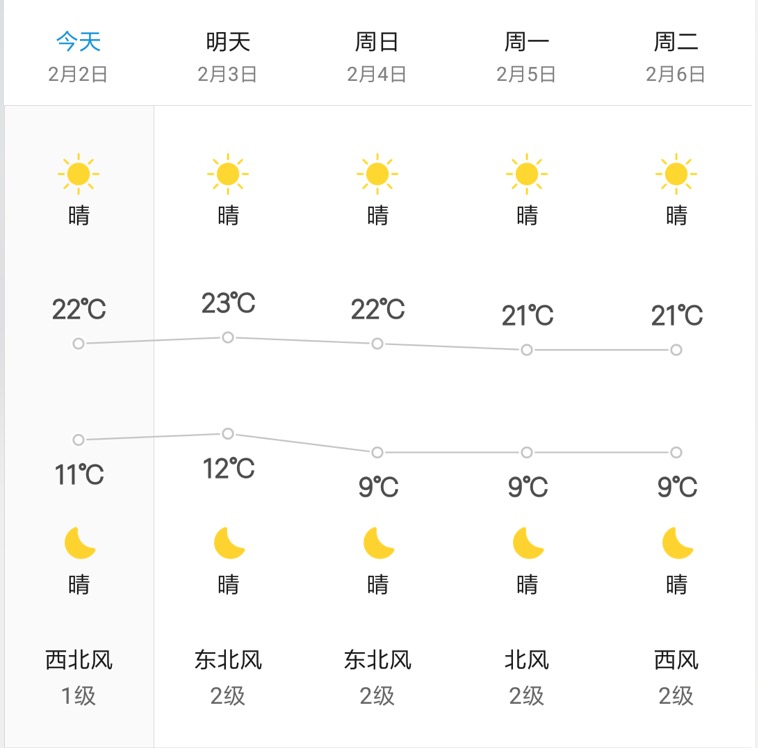 今天 明天 周日 周一 周二
2月2日 2月3日 2月4日 2月5日 2月6日
晴 晴 晴 晴 晴
22℃ 23℃ 22℃ 21℃ 21℃
11℃ 12℃ 9℃ 9℃ 9℃
晴 晴 晴 晴 晴
西北风 东北风 东北风 北风 西风
1级 2级 2级 2级 2级